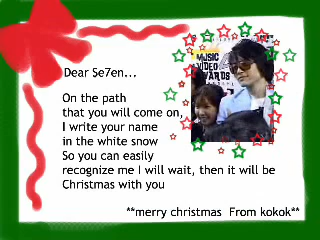 MUSIC
VIDEO
AWARDS
Dear Se7en...
On the path
that you will come on,
I write your name
in the white snow
So you can easily
recognize me I will wait, then it will be
Christmas with you
**merry christmas  From kokok**